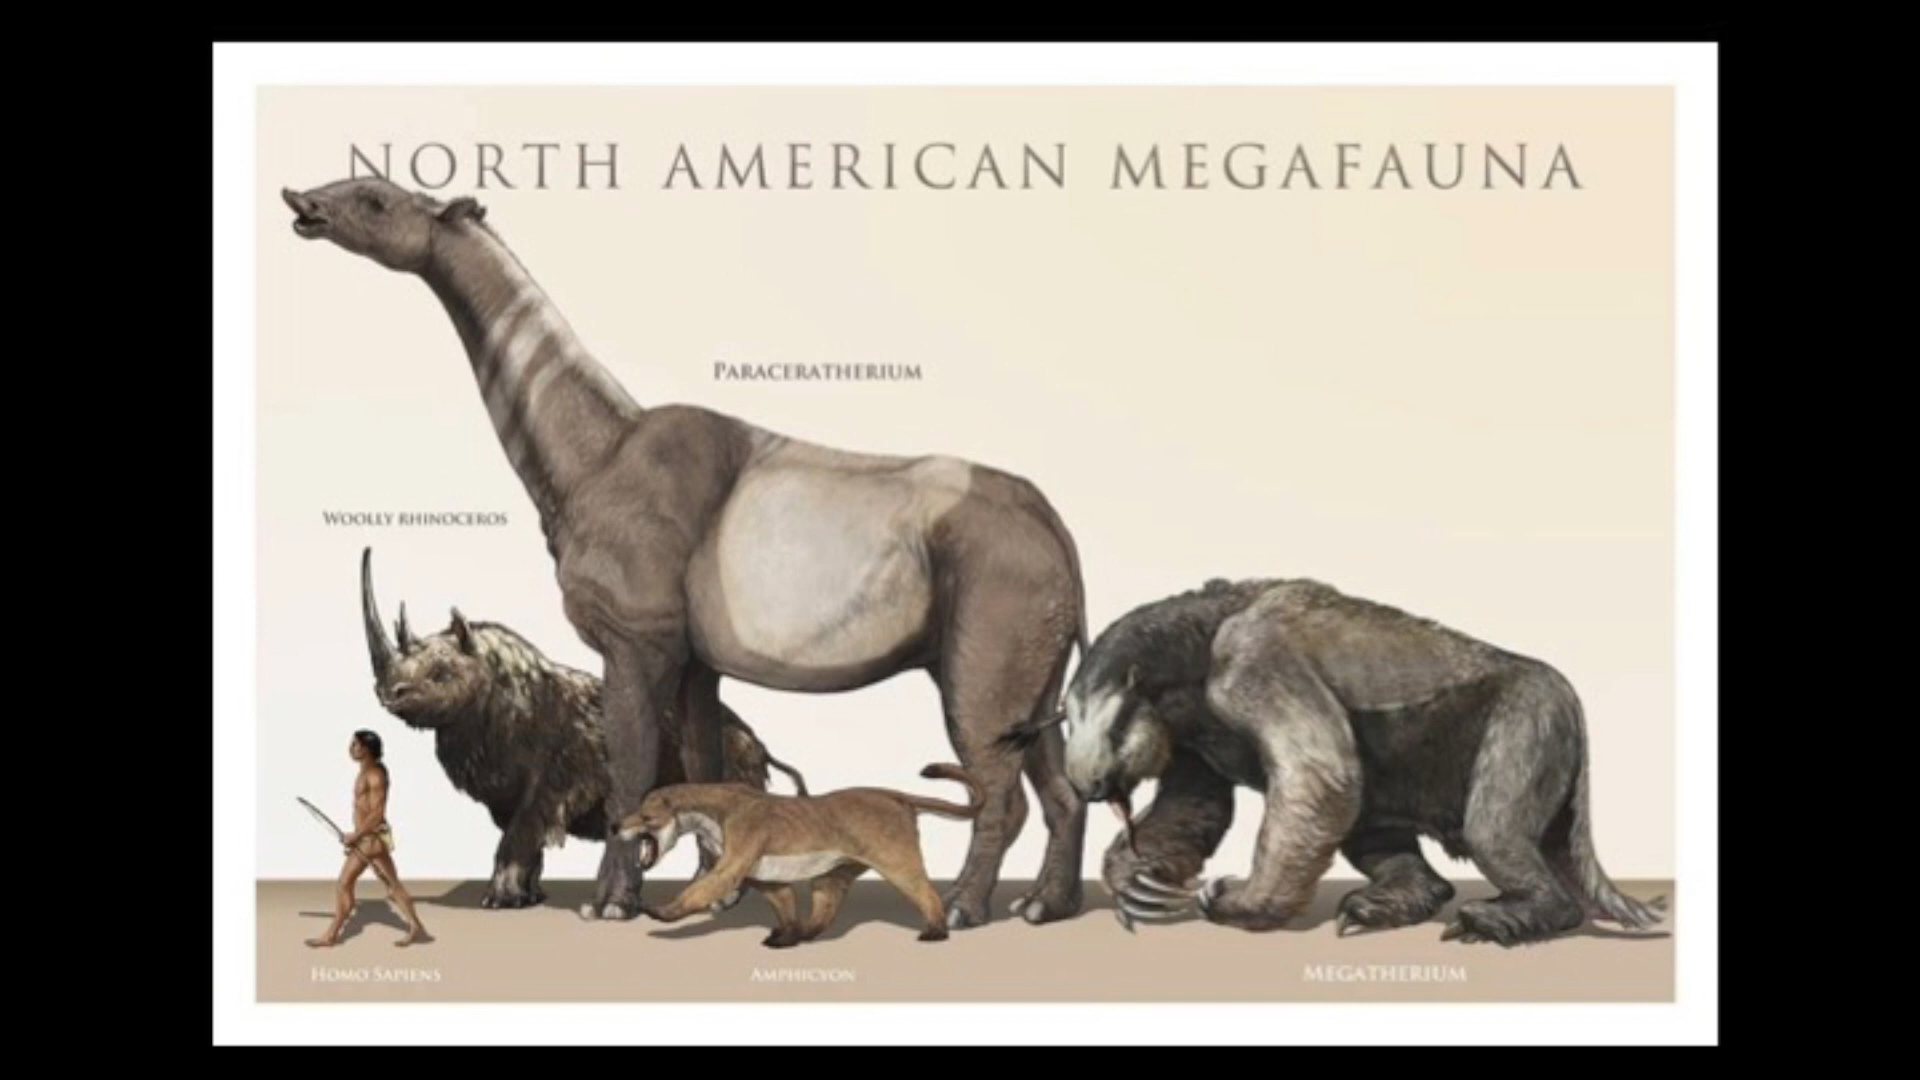 NORTH AMERICAN MEGAFAUNA
PARACERATHERIUM
WOOLLY RHINOCEROS
HOMO SAPIENS
AMPHICYON
MEGATHERIUM